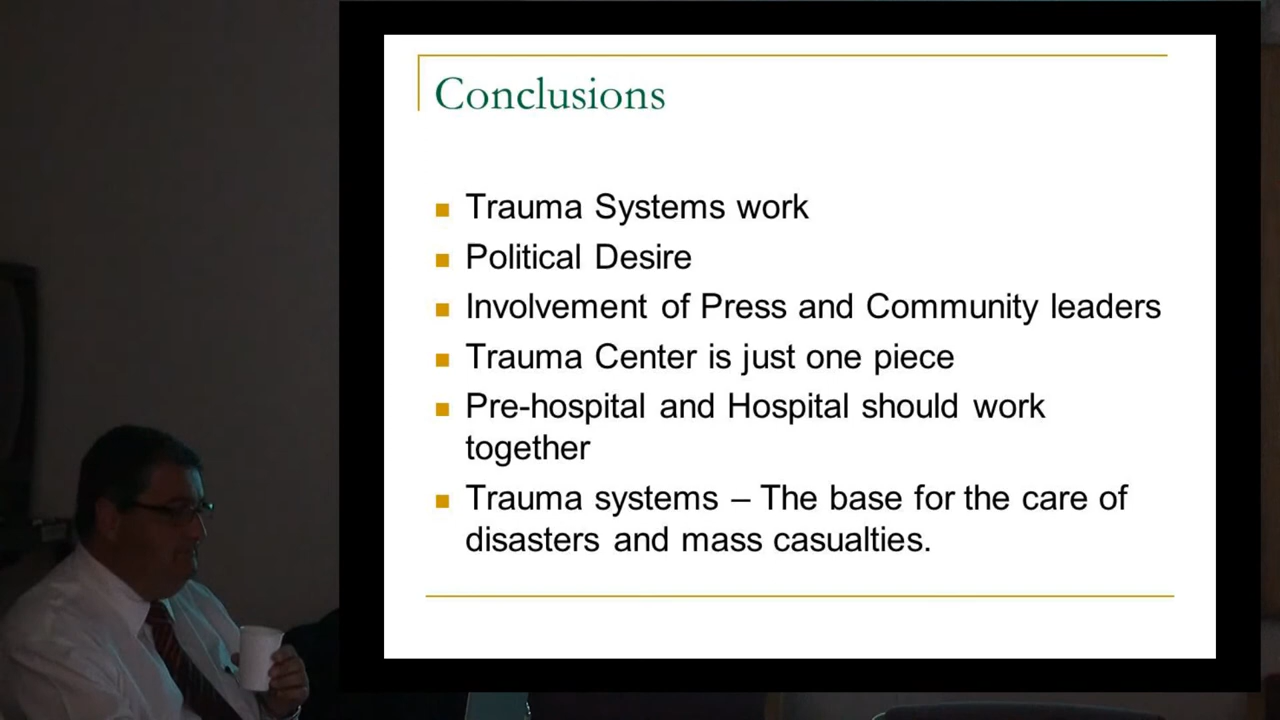 Conclusions
Trauma Systems work
Political Desire
Involvement of Press and Community leaders
Trauma Center is just one piece
Pre-hospital and Hospital should work
together
Trauma systems – The base for the care of
disasters and mass casualties.